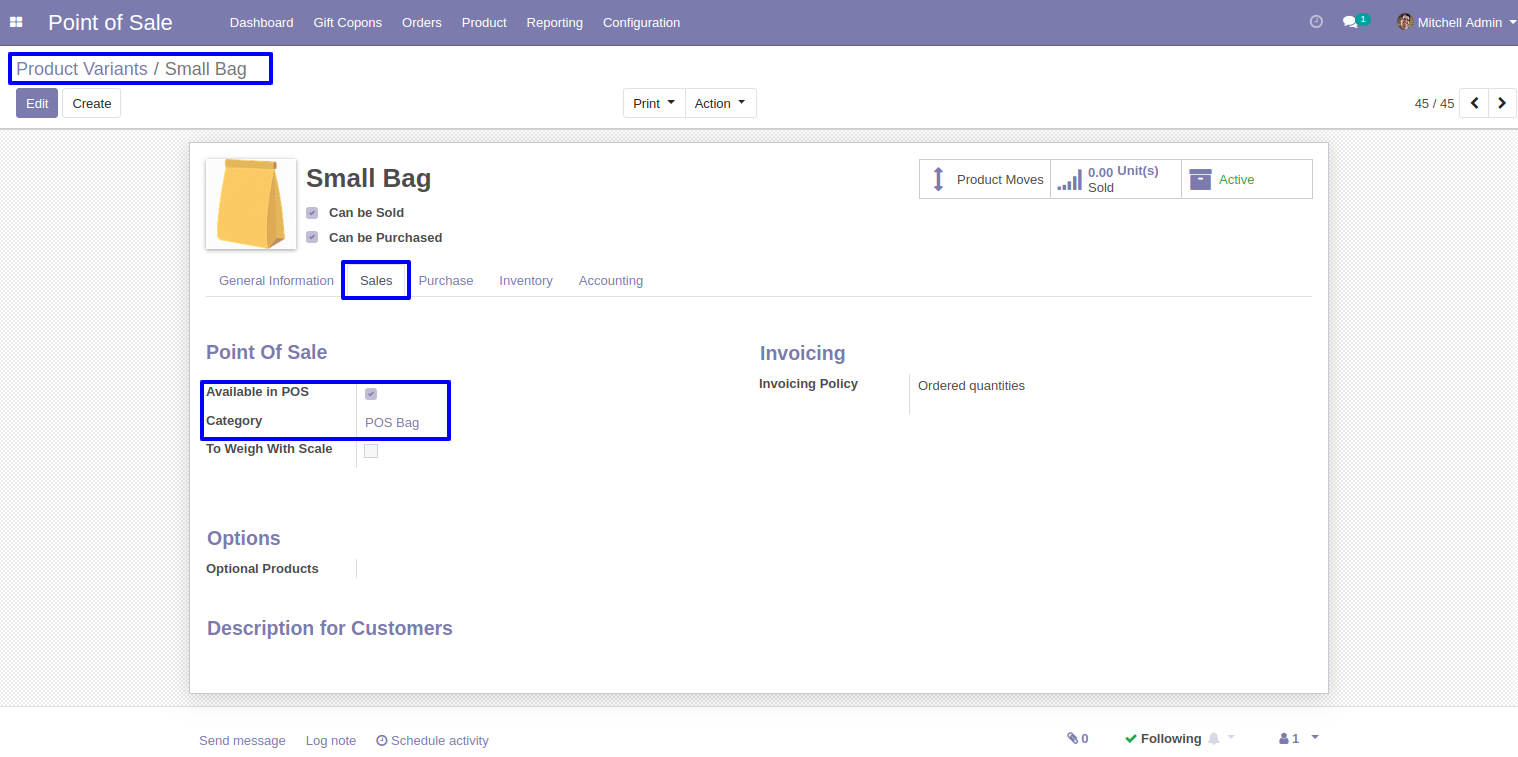 Point of Sale Dashboard Gift Copons Orders Product Reporting Configuration 1 Mitchell Admin
Product Variants / Small Bag
Edit Create Print Action 45 / 45
Small Bag
Can be Sold
Can be Purchased
Product Moves
0.00 Unit(s)
Sold
Active
General Information Sales Purchase Inventory Accounting
Point Of Sale
Available in POS
Category POS Bag
To Weigh With Scale
Invoicing
Invoicing Policy Ordered quantities
Options
Optional Products
Description for Customers
Send message Log note Schedule activity 0 Following 1